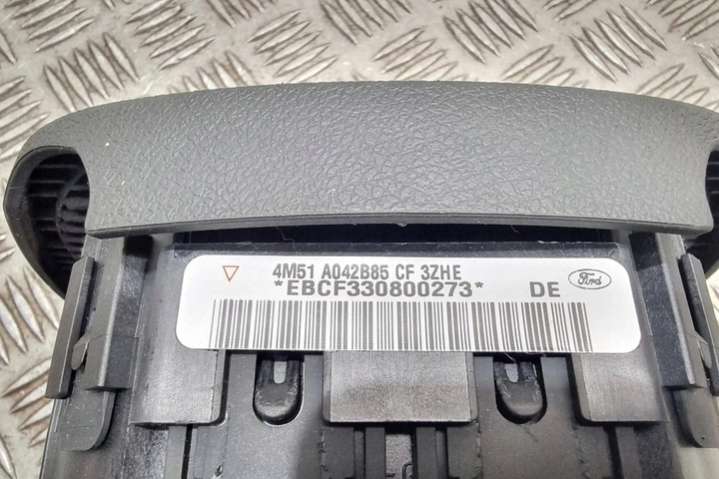 4M51 A042B85 CF 3ZHE
*EBCF330800273* DE Ford